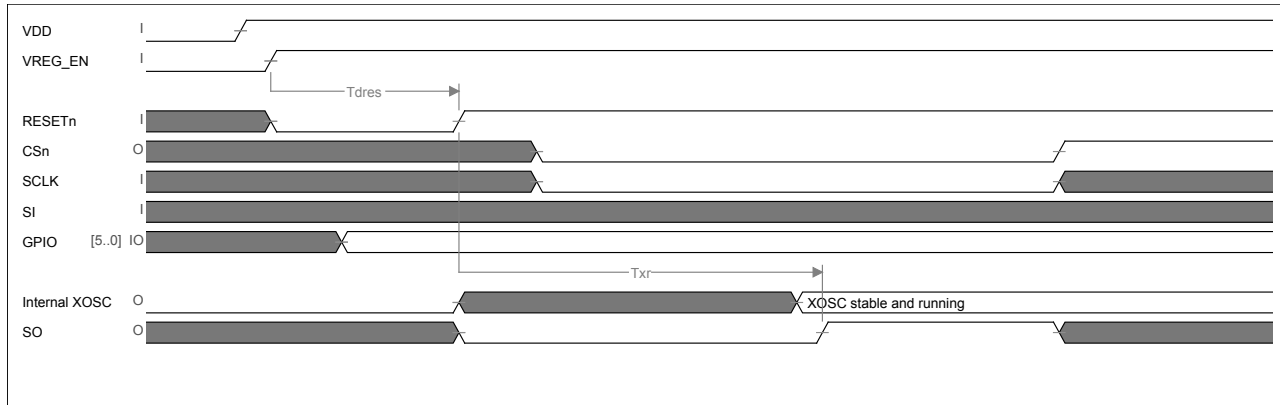 VDD I
VREG_EN I
Tdres
RESETn I
CSn O
SCLK I
SI I
GPIO [5..0] IO
Txr
Internal XOSC O XOSC stable and running
SO O